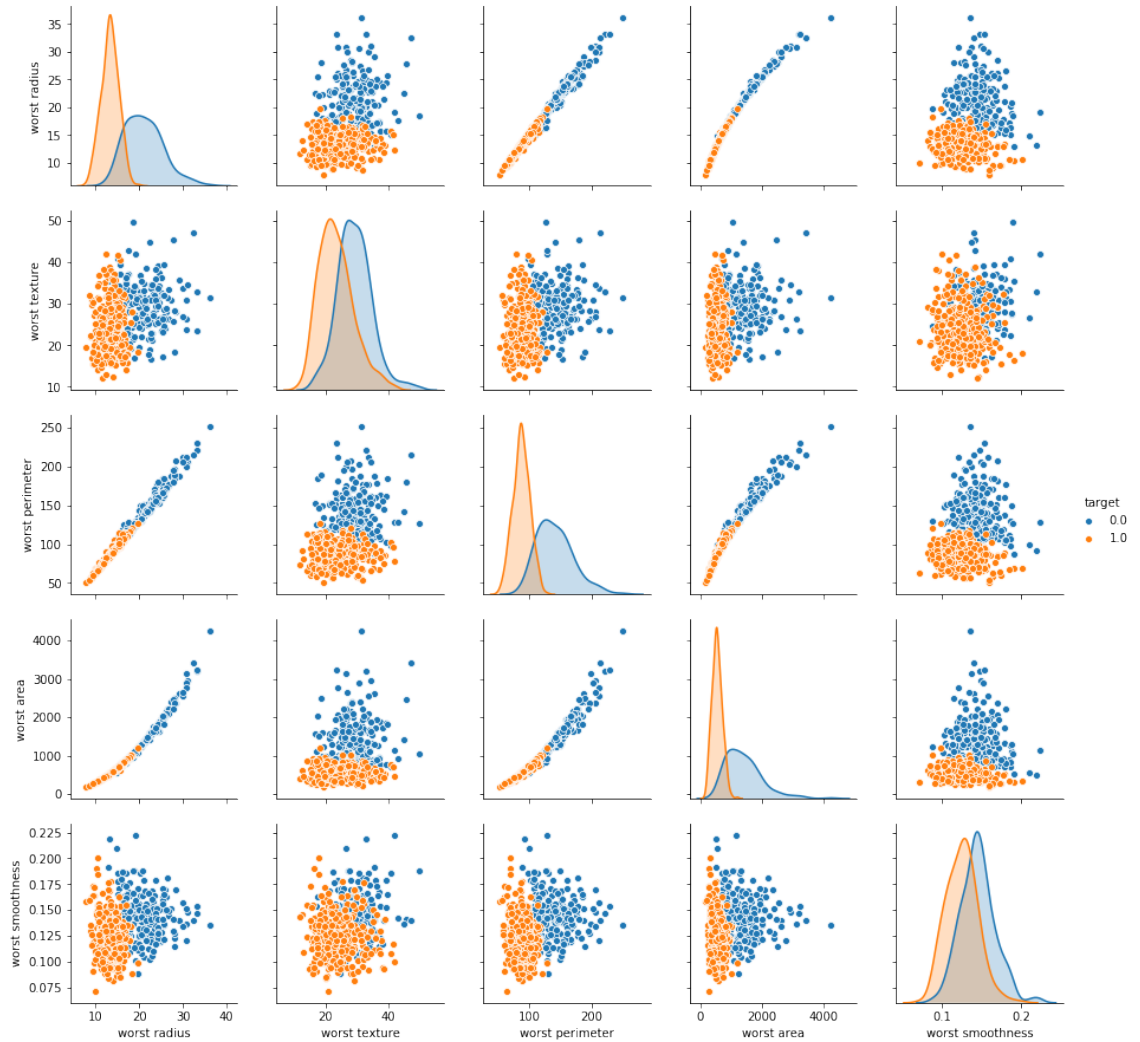 35
30
25
20
15
10
worst radius
50
40
30
20
10
worst texture
250
200
150
100
50
worst perimeter
target
0.0
1.0
4000
3000
2000
1000
0
worst area
0.225
0.200
0.175
0.150
0.125
0.100
0.075
worst smoothness
10 20 30 40
20 40
100 200
0 2000 4000
0.1 0.2
worst radius
worst texture
worst perimeter
worst area
worst smoothness